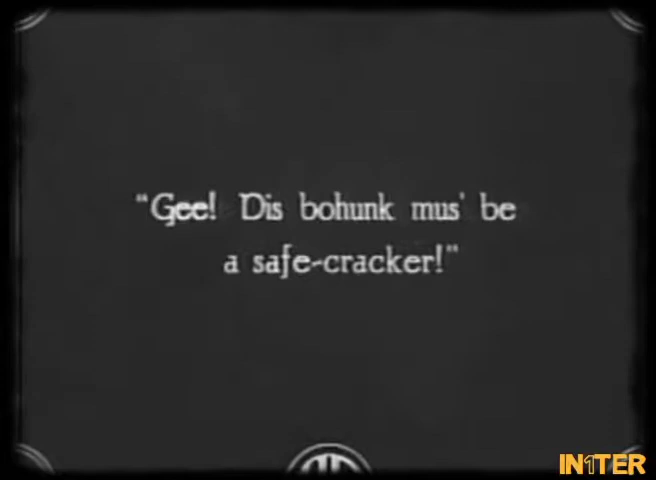 “Gee! Dis bohunk mus' be
a safe-cracker!”
IN1TER